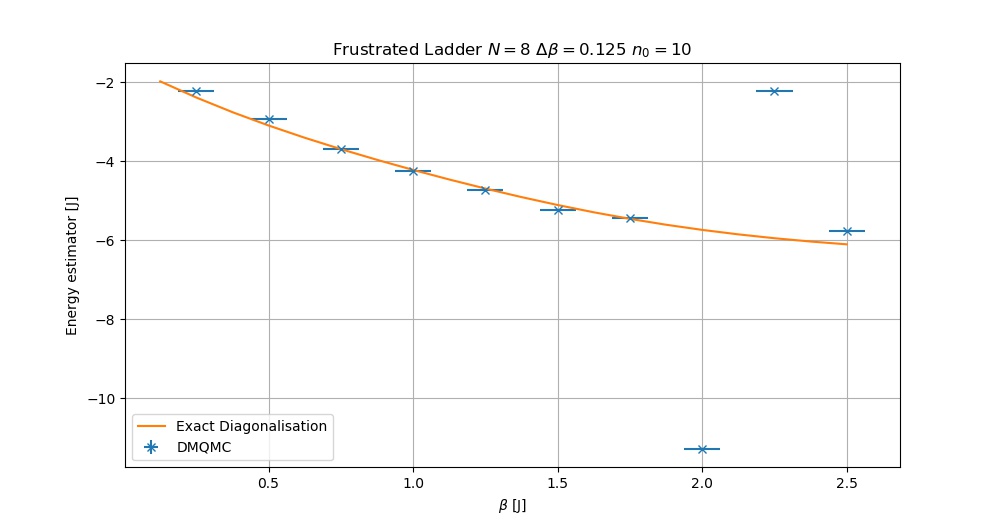 Frustrated Ladder N = 8 Δβ = 0.125 n₀ = 10
Energy estimator [J]
−2
−4
−6
−8
−10
Exact Diagonalisation
DMQMC
0.5 1.0 1.5 2.0 2.5
β [J]